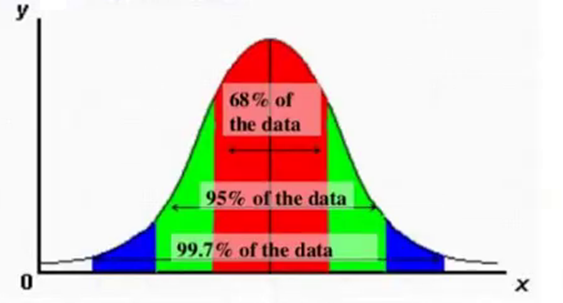 y
68% of
the data
95% of the data
99.7% of the data
0
x